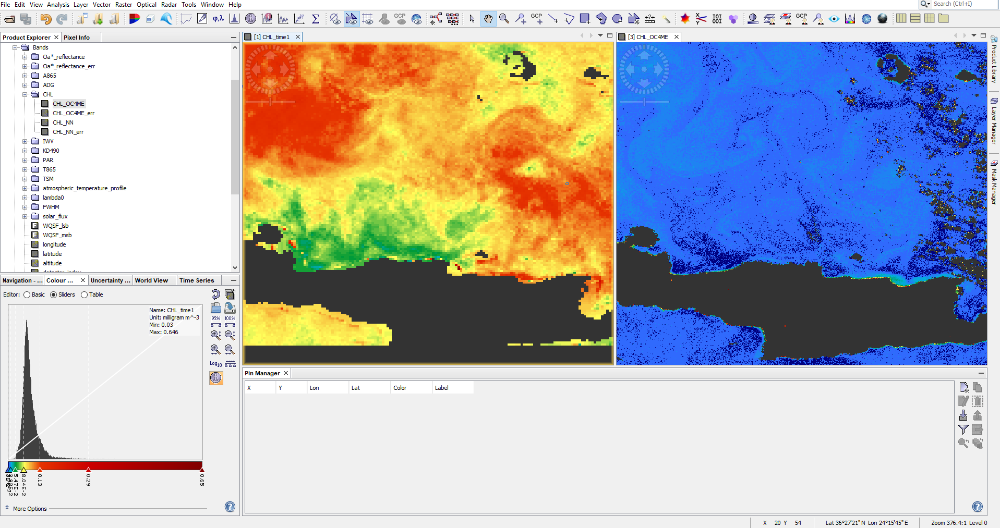 File Edit View Analysis Layer Vector Raster Optical Radar Tools Window Help
Search (Ctrl+I)
Product Explorer Pixel Info
Bands
Oa*_reflectance
Oa*_reflectance_err
A865
ADG
CHL
CHL_OC4ME
CHL_OC4ME_err
CHL_NN
CHL_NN_err
IWV
KD490
PAR
T865
TSM
atmospheric_temperature_profile
lambda0
FWHM
solar_flux
WQSF_lsb
WQSF_msb
longitude
latitude
altitude
detector_index
[1] CHL_time1
[3] CHL_OC4ME
Product Library
Layer Manager
Mask Manager
Navigation - ... Colour ... Uncertainty ... World View Time Series
Editor: Basic Sliders Table
Name: CHL_time1
Unit: milligram m^-3
Min: 0.03
Max: 0.646
95% 100%
Log10
5.47E-2
8.04E-2
0.13
0.29
0.65
More Options
Pin Manager
X Y Lon Lat Color Label
φ,λ
Σ
GCP
GCP
GCP
X 20 Y 54 Lat 36°27'21" N Lon 24°15'45" E Zoom 376.4:1 Level 0